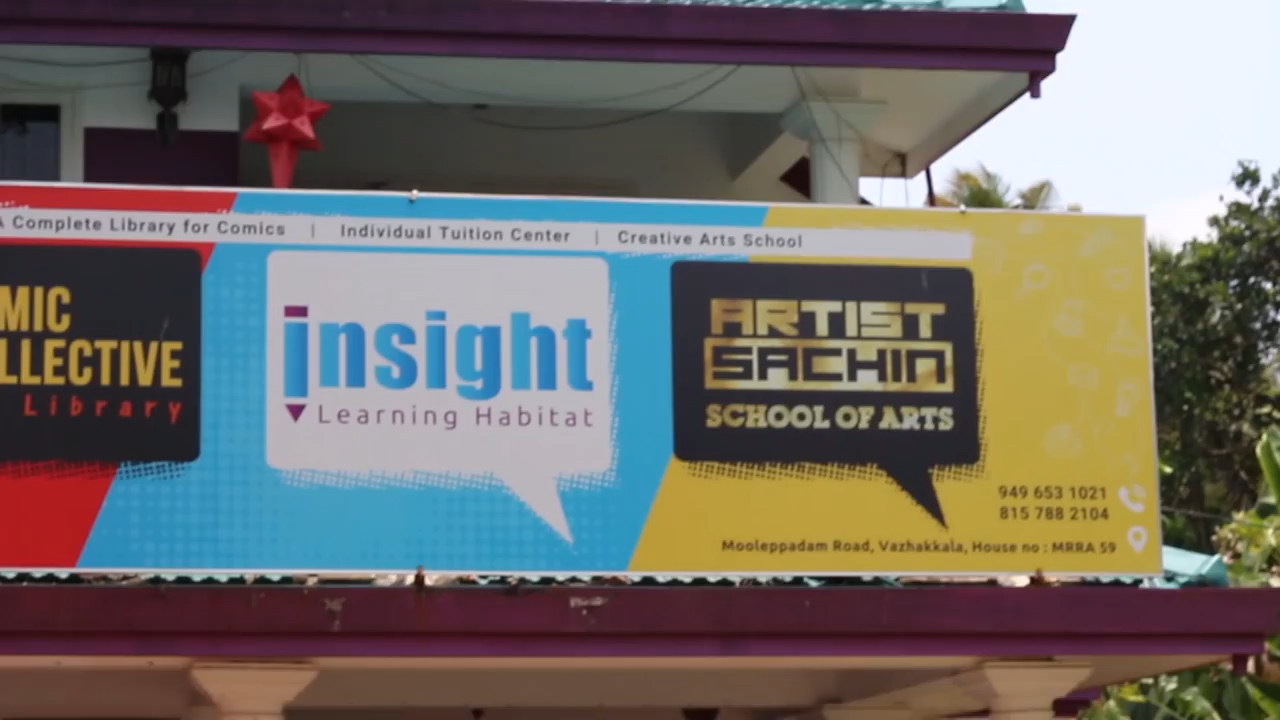 A Complete Library for Comics | Individual Tuition Center | Creative Arts School
MIC
LLECTIVE
Library
insight
Learning Habitat
ARTIST
SACHIN
SCHOOL OF ARTS
949 653 1021
815 788 2104
Mooleppadam Road, Vazhakkala, House no : MRRA 59